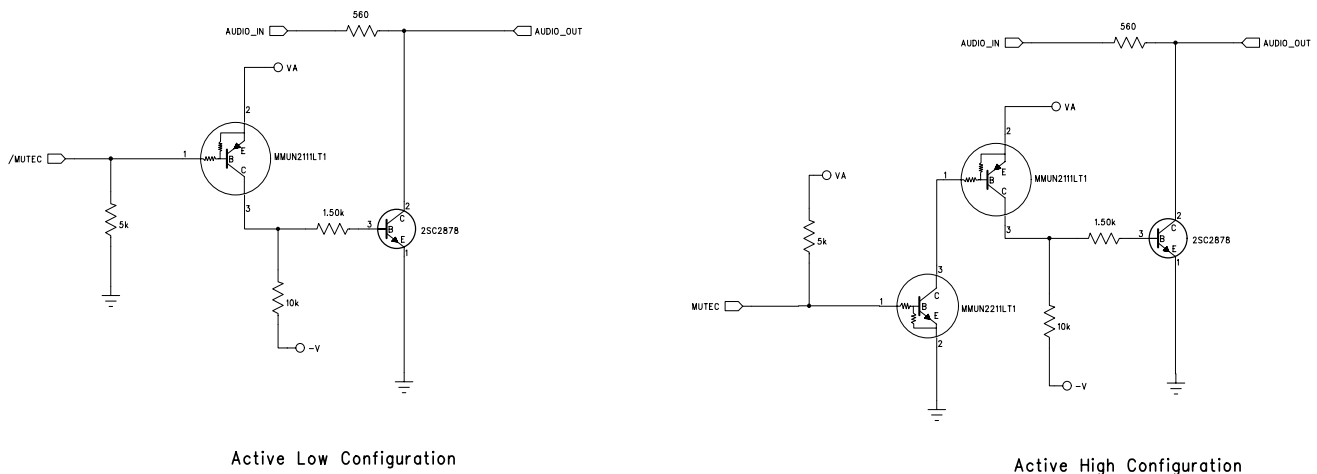 560
AUDIO_IN
AUDIO_OUT
VA
2
/MUTEC
1
B
E
C
MMUN2111LT1
3
5k
1.50k
3
2
C
B
E
1
2SC2878
10k
-V
Active Low Configuration
560
AUDIO_IN
AUDIO_OUT
VA
2
1
B
E
C
MMUN2111LT1
3
VA
5k
1.50k
3
2
C
B
E
1
2SC2878
MUTEC
1
3
C
B
E
2
MMUN2211LT1
10k
-V
Active High Configuration